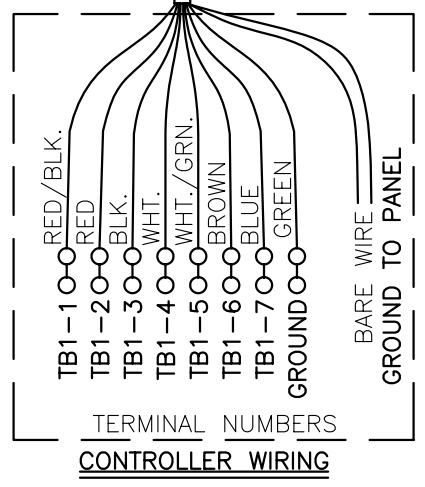 RED/BLK.
RED
BLK.
WHT.
WHT./GRN.
BROWN
BLUE
GREEN
BARE WIRE
GROUND TO PANEL
TB1-1
TB1-2
TB1-3
TB1-4
TB1-5
TB1-6
TB1-7
GROUND
TERMINAL NUMBERS
CONTROLLER WIRING